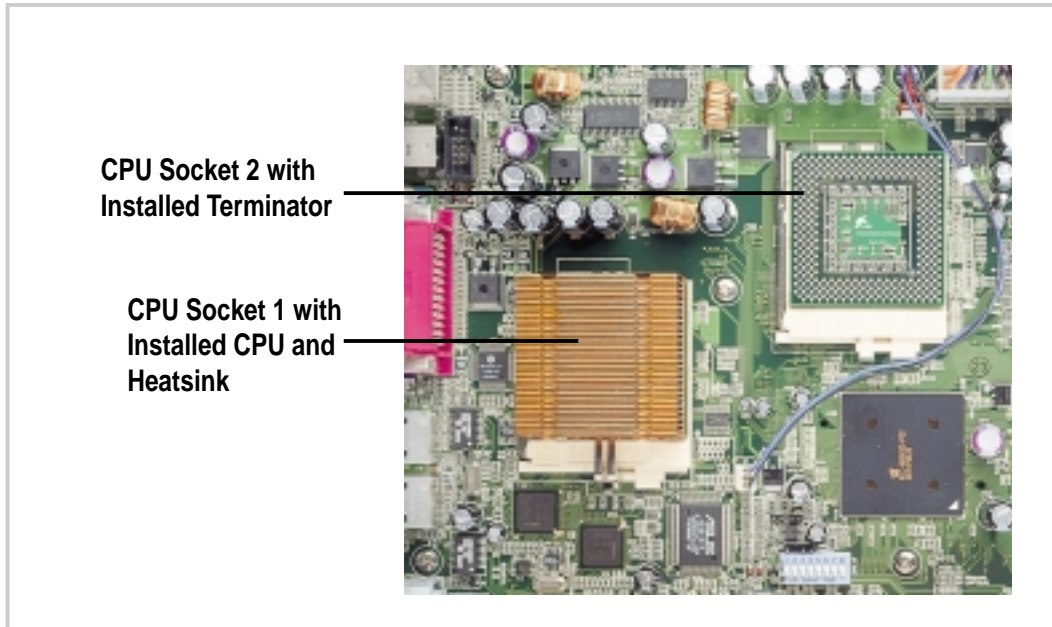 CPU Socket 2 with
Installed Terminator
CPU Socket 1 with
Installed CPU and
Heatsink